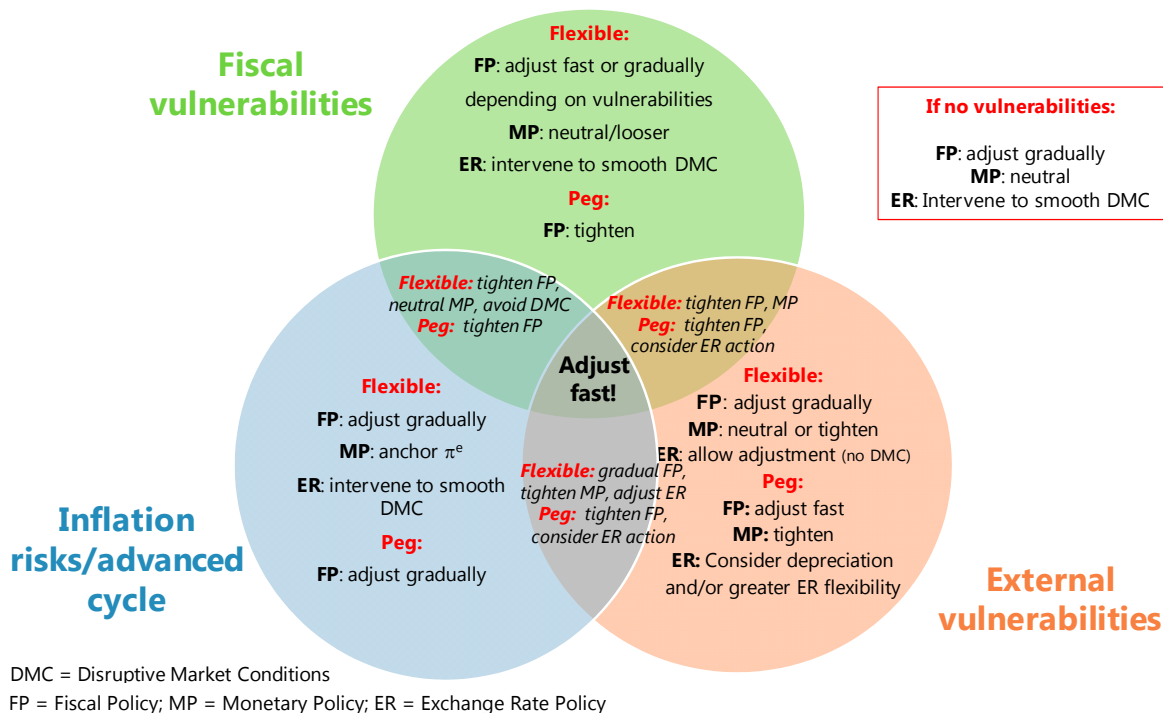 Fiscal
vulnerabilities
Flexible:
FP: adjust fast or gradually
depending on vulnerabilities
MP: neutral/looser
ER: intervene to smooth DMC
Peg:
FP: tighten
If no vulnerabilities:
FP: adjust gradually
MP: neutral
ER: Intervene to smooth DMC
Flexible: tighten FP,
neutral MP, avoid DMC
Peg: tighten FP
Flexible: tighten FP, MP
Peg: tighten FP,
consider ER action
Adjust
fast!
Flexible:
FP: adjust gradually
MP: anchor πᵉ
ER: intervene to smooth
DMC
Peg:
FP: adjust gradually
Flexible: gradual FP,
tighten MP, adjust ER
Peg: tighten FP,
consider ER action
Flexible:
FP: adjust gradually
MP: neutral or tighten
ER: allow adjustment (no DMC)
Peg:
FP: adjust fast
MP: tighten
ER: Consider depreciation
and/or greater ER flexibility
Inflation
risks/advanced
cycle
External
vulnerabilities
DMC = Disruptive Market Conditions
FP = Fiscal Policy; MP = Monetary Policy; ER = Exchange Rate Policy